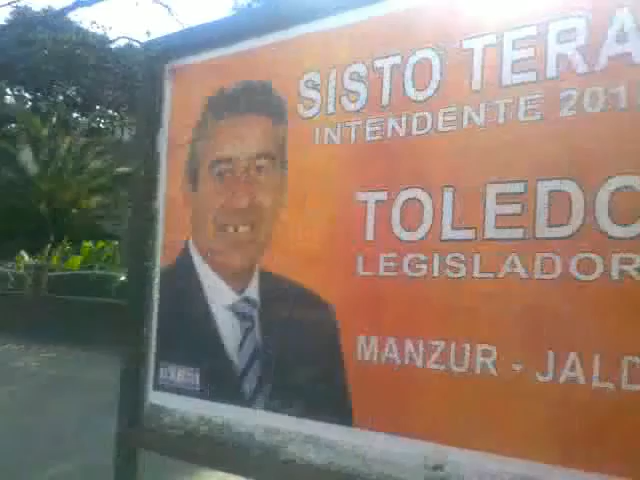 SISTO TERA
INTENDENTE 201
TOLEDO
LEGISLADOR
MANZUR - JALD